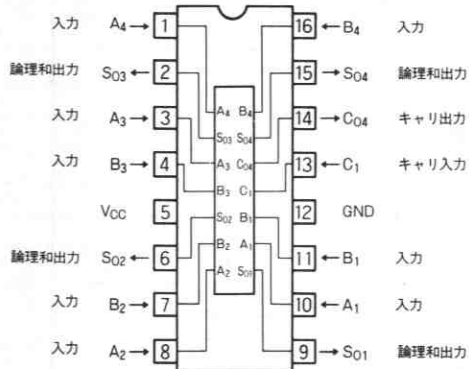 入力 A4 1 16 B4 入力
論理和出力 S03 2 15 S04 論理和出力
入力 A3 3 14 C04 キャリ出力
入力 B3 4 13 C1 キャリ入力
VCC 5 12 GND
論理和出力 S02 6 11 B1 入力
入力 B2 7 10 A1 入力
入力 A2 8 9 S01 論理和出力
A4 B4
S03 S04
A3 C04
B3 C1
S02 B1
B2 A1
A2 S01